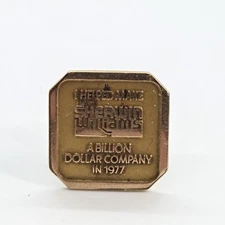 I HELPED MAKE
SHERWIN
WILLIAMS
A BILLION
DOLLAR COMPANY
IN 1977